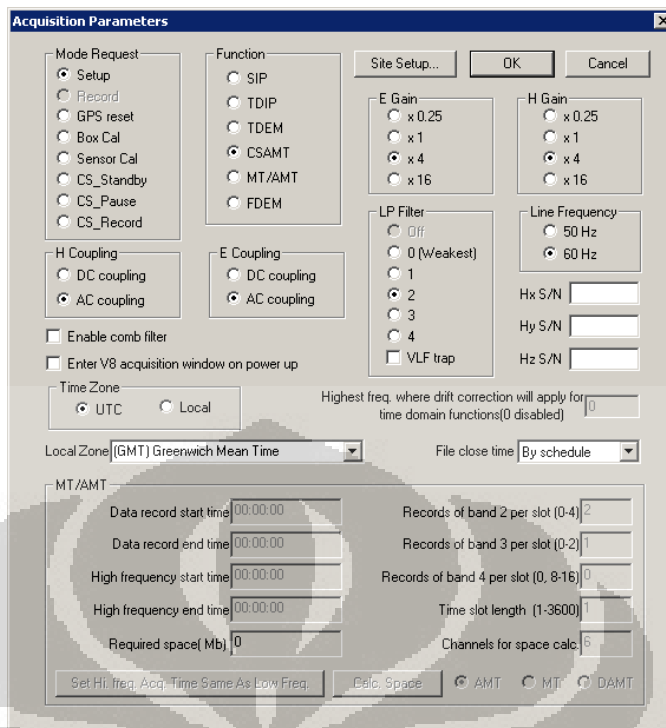 Acquisition Parameters
Mode Request
Setup
Record
GPS reset
Box Cal
Sensor Cal
CS_Standby
CS_Pause
CS_Record
Function
SIP
TDIP
TDEM
CSAMT
MT/AMT
FDEM
Site Setup...
OK
Cancel
E Gain
x 0.25
x 1
x 4
x 16
H Gain
x 0.25
x 1
x 4
x 16
LP Filter
Off
0 (Weakest)
1
2
3
4
VLF trap
Line Frequency
50 Hz
60 Hz
H Coupling
DC coupling
AC coupling
E Coupling
DC coupling
AC coupling
Hx S/N
Hy S/N
Hz S/N
Enable comb filter
Enter V8 acquisition window on power up
Time Zone
UTC
Local
Highest freq. where drift correction will apply for
time domain functions(0 disabled)
0
Local Zone (GMT) Greenwich Mean Time
File close time By schedule
MT/AMT
Data record start time 00:00:00
Data record end time 00:00:00
High frequency start time 00:00:00
High frequency end time 00:00:00
Required space( Mb) 0
Records of band 2 per slot (0-4) 2
Records of band 3 per slot (0-2) 1
Records of band 4 per slot (0, 8-16) 0
Time slot length (1-3600) 1
Channels for space calc. 6
Set Hi. freq. Acq. Time Same As Low Freq.
Calc. Space
AMT
MT
DAMT